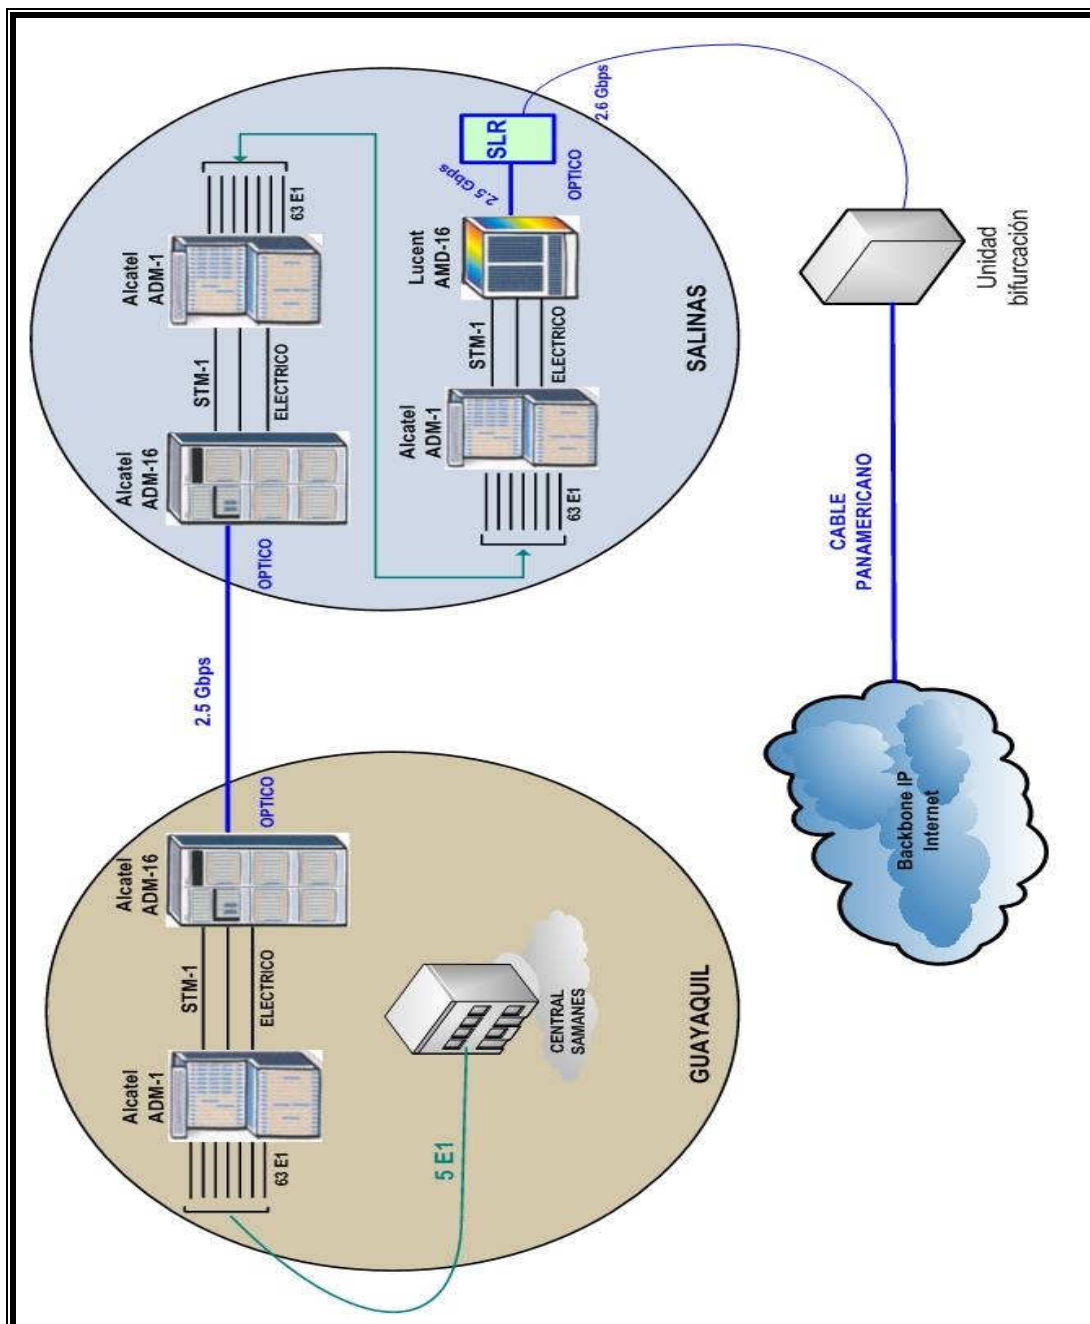 Alcatel
ADM-1
63 E1
STM-1
ELECTRICO
Alcatel
ADM-16
OPTICO
5 E1
CENTRAL
SAMANES
GUAYAQUIL
2.5 Gbps
Alcatel
ADM-16
OPTICO
STM-1
ELECTRICO
Alcatel
ADM-1
63 E1
Alcatel
ADM-1
63 E1
STM-1
ELECTRICO
Lucent
AMD-16
2.5 Gbps
SLR
OPTICO
2.6 Gbps
SALINAS
Backbone IP
Internet
CABLE
PANAMERICANO
Unidad
bifurcación